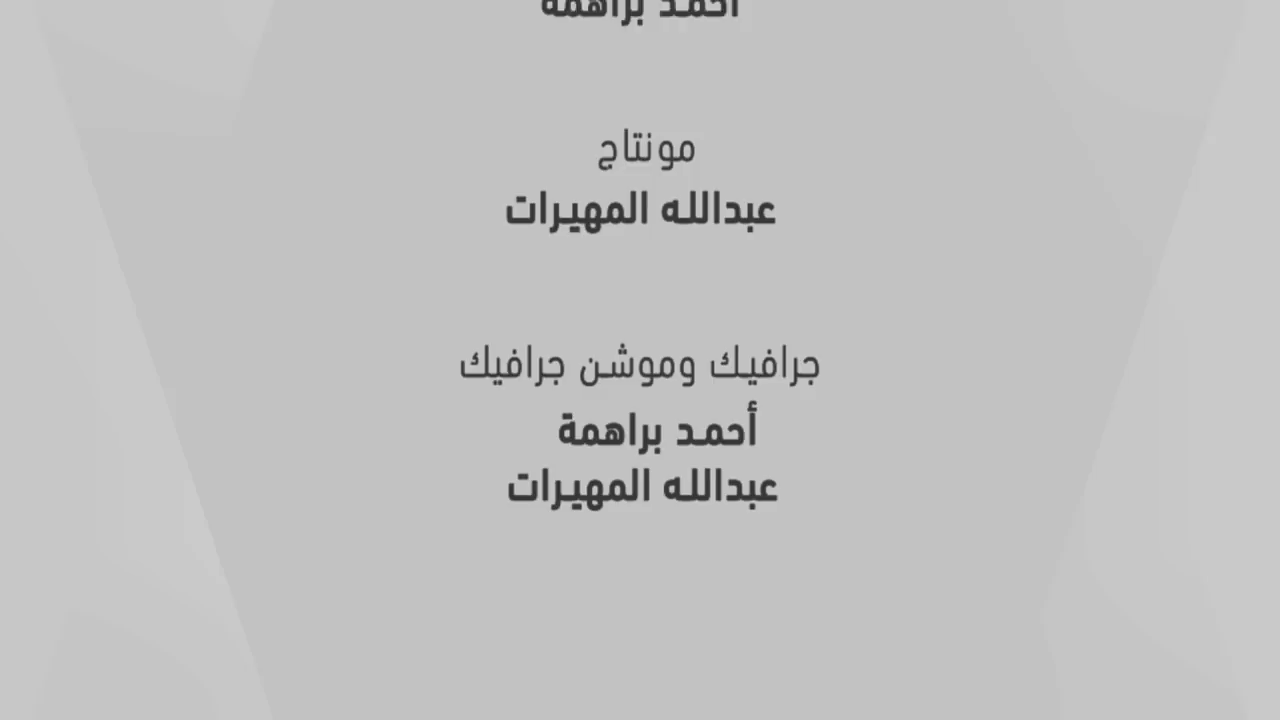 أحمد براهمة
مونتاج
عبدالله المهيرات
جرافيك وموشن جرافيك
أحمد براهمة
عبدالله المهيرات